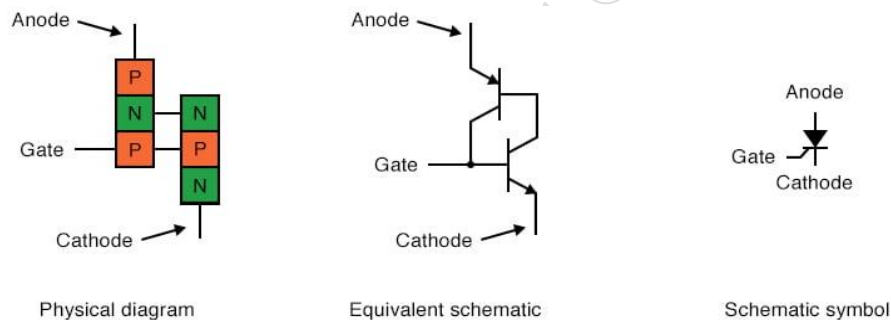 Anode
P
N N
Gate P P
N
Cathode
Physical diagram
Anode
Gate
Cathode
Equivalent schematic
Anode
Gate
Cathode
Schematic symbol